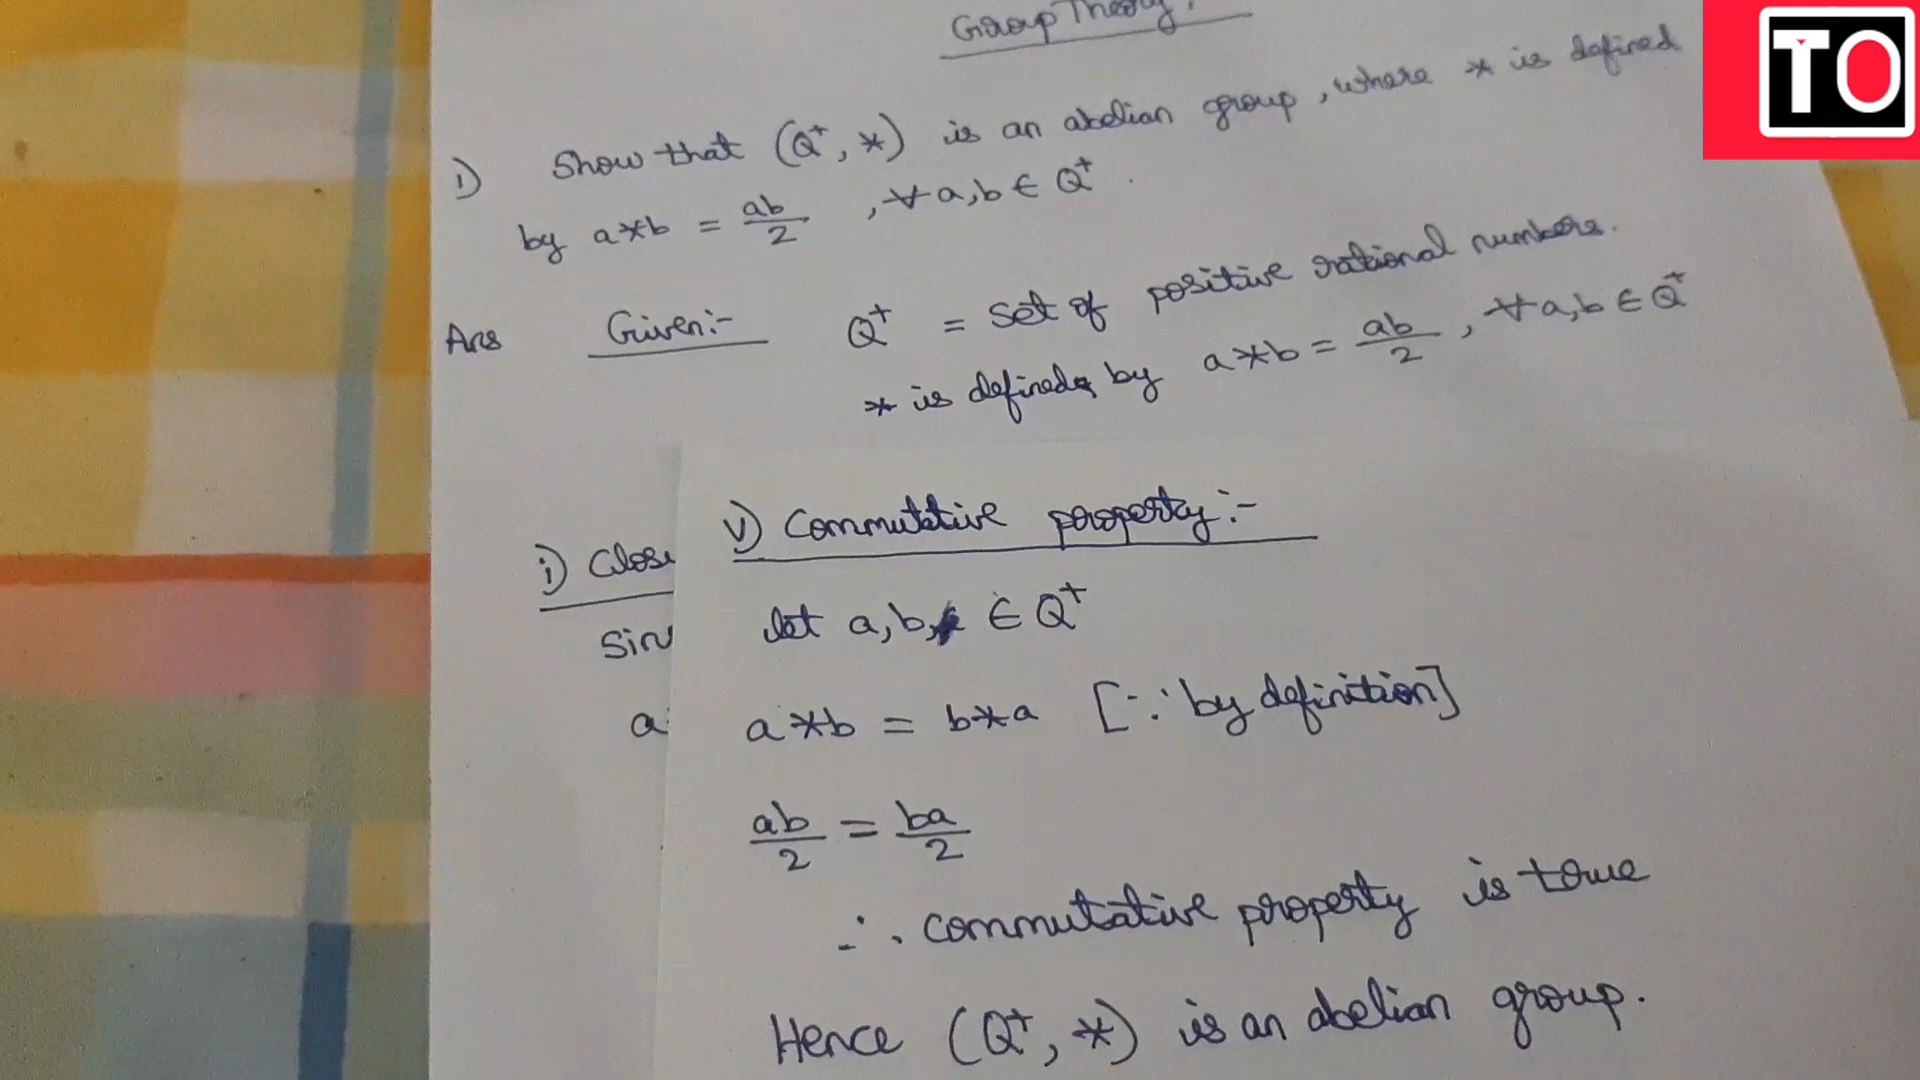 Group Theory:
TO
1) Show that (Q⁺, *) is an abelian group, where * is defined
by a*b = ab/2, ∀ a,b ∈ Q⁺.
Ans Given:- Q⁺ = set of positive rational numbers.
* is defined by a*b = ab/2, ∀ a,b ∈ Q⁺
i) Clos
Sin
a
v) Commutative property:-
let a,b, ∈ Q⁺
a*b = b*a [∵ by definition]
ab/2 = ba/2
∴ commutative property is true
Hence (Q⁺, *) is an abelian group.